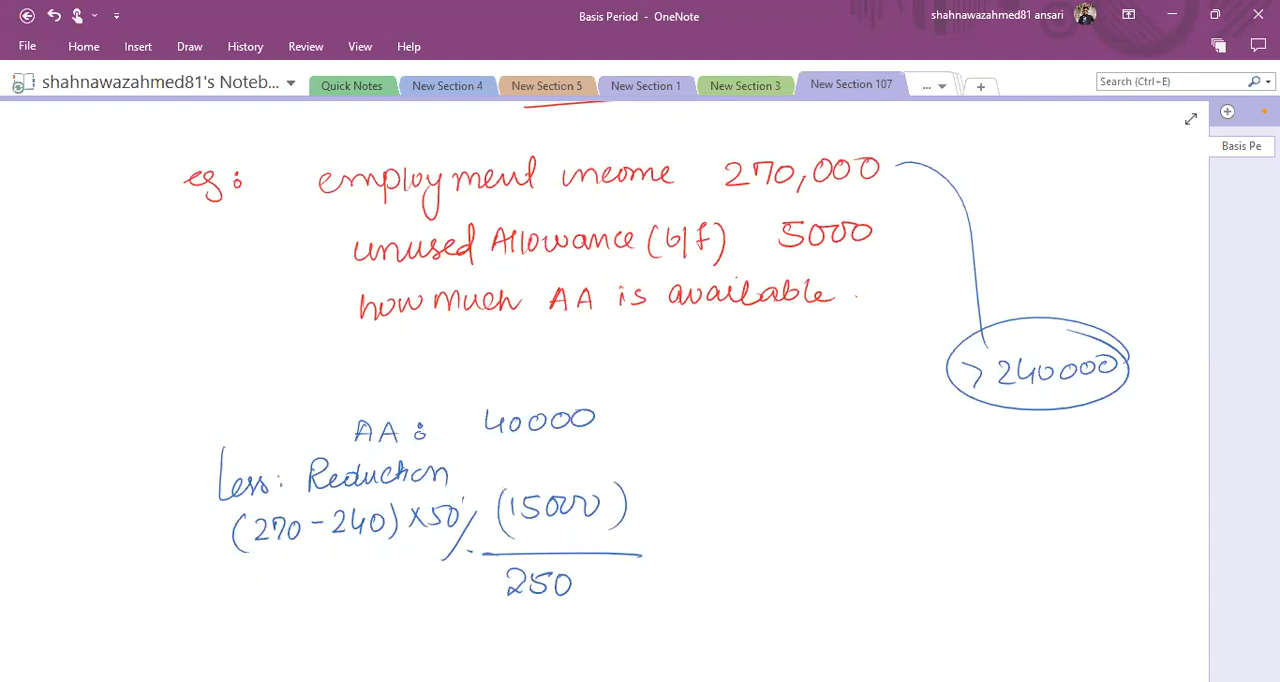 Basis Period - OneNote
shahnawazahmed81 ansari
File Home Insert Draw History Review View Help
shahnawazahmed81's Noteb...
Quick Notes
New Section 4
New Section 5
New Section 1
New Section 3
New Section 107
...
Search (Ctrl+E)
Basis Pe
eg: employment income 270,000
unused Allowance (b/f) 5000
how much AA is available.
> 240000
AA: 40000
Less: Reduction
(270-240) × 50% (15000)
250